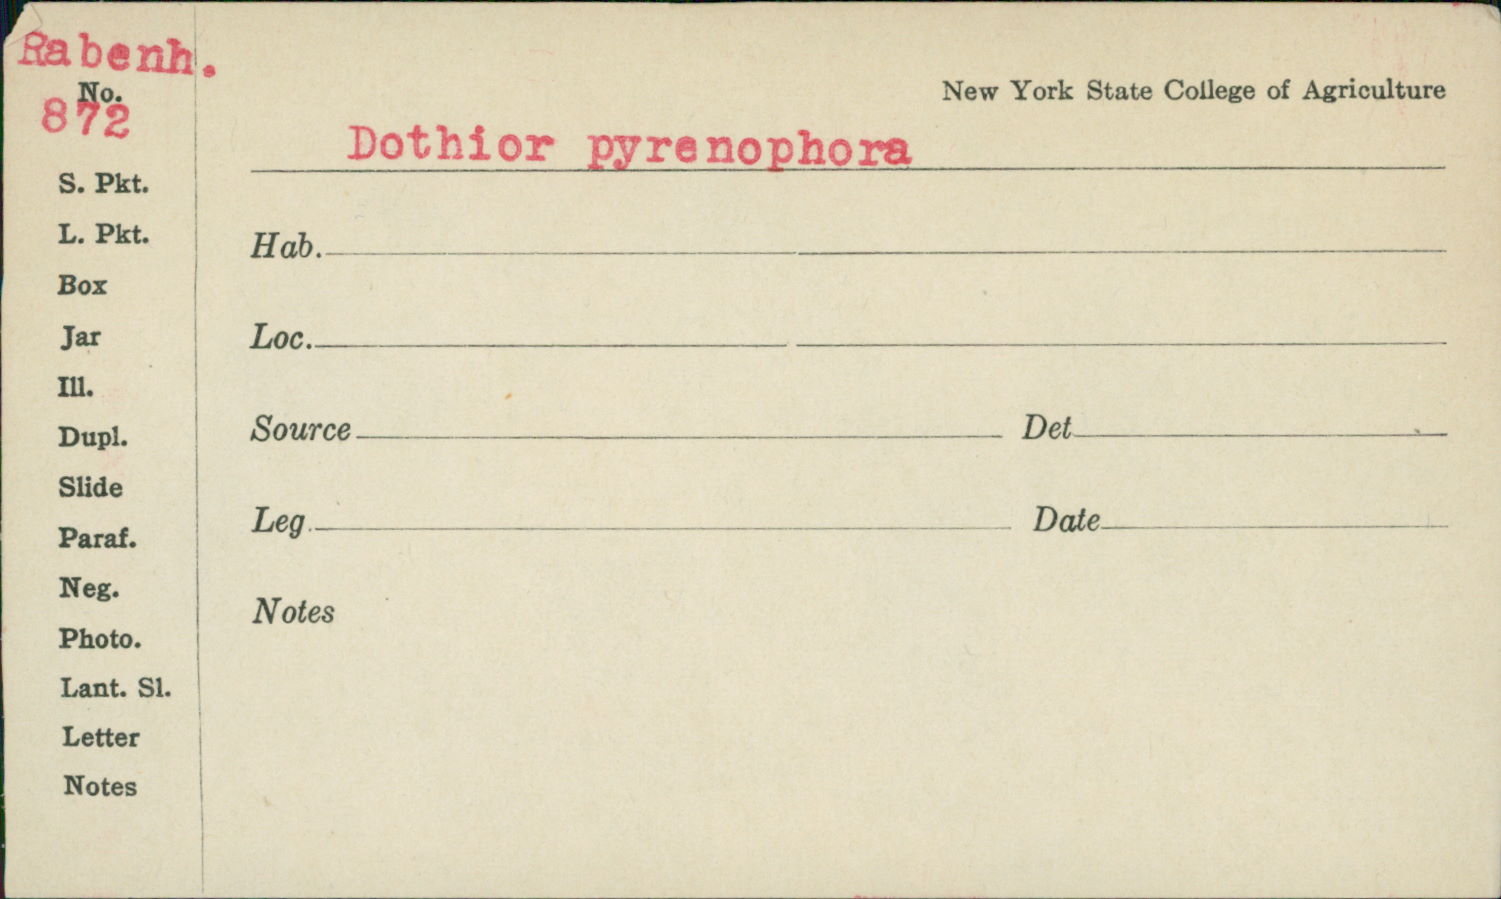 Rabenh.
No.
872
New York State College of Agriculture
Dothior pyrenophora
S. Pkt.
L. Pkt.
Box
Jar
Ill.
Dupl.
Slide
Paraf.
Neg.
Photo.
Lant. Sl.
Letter
Notes
Hab.
Loc.
Source Det.
Leg. Date
Notes